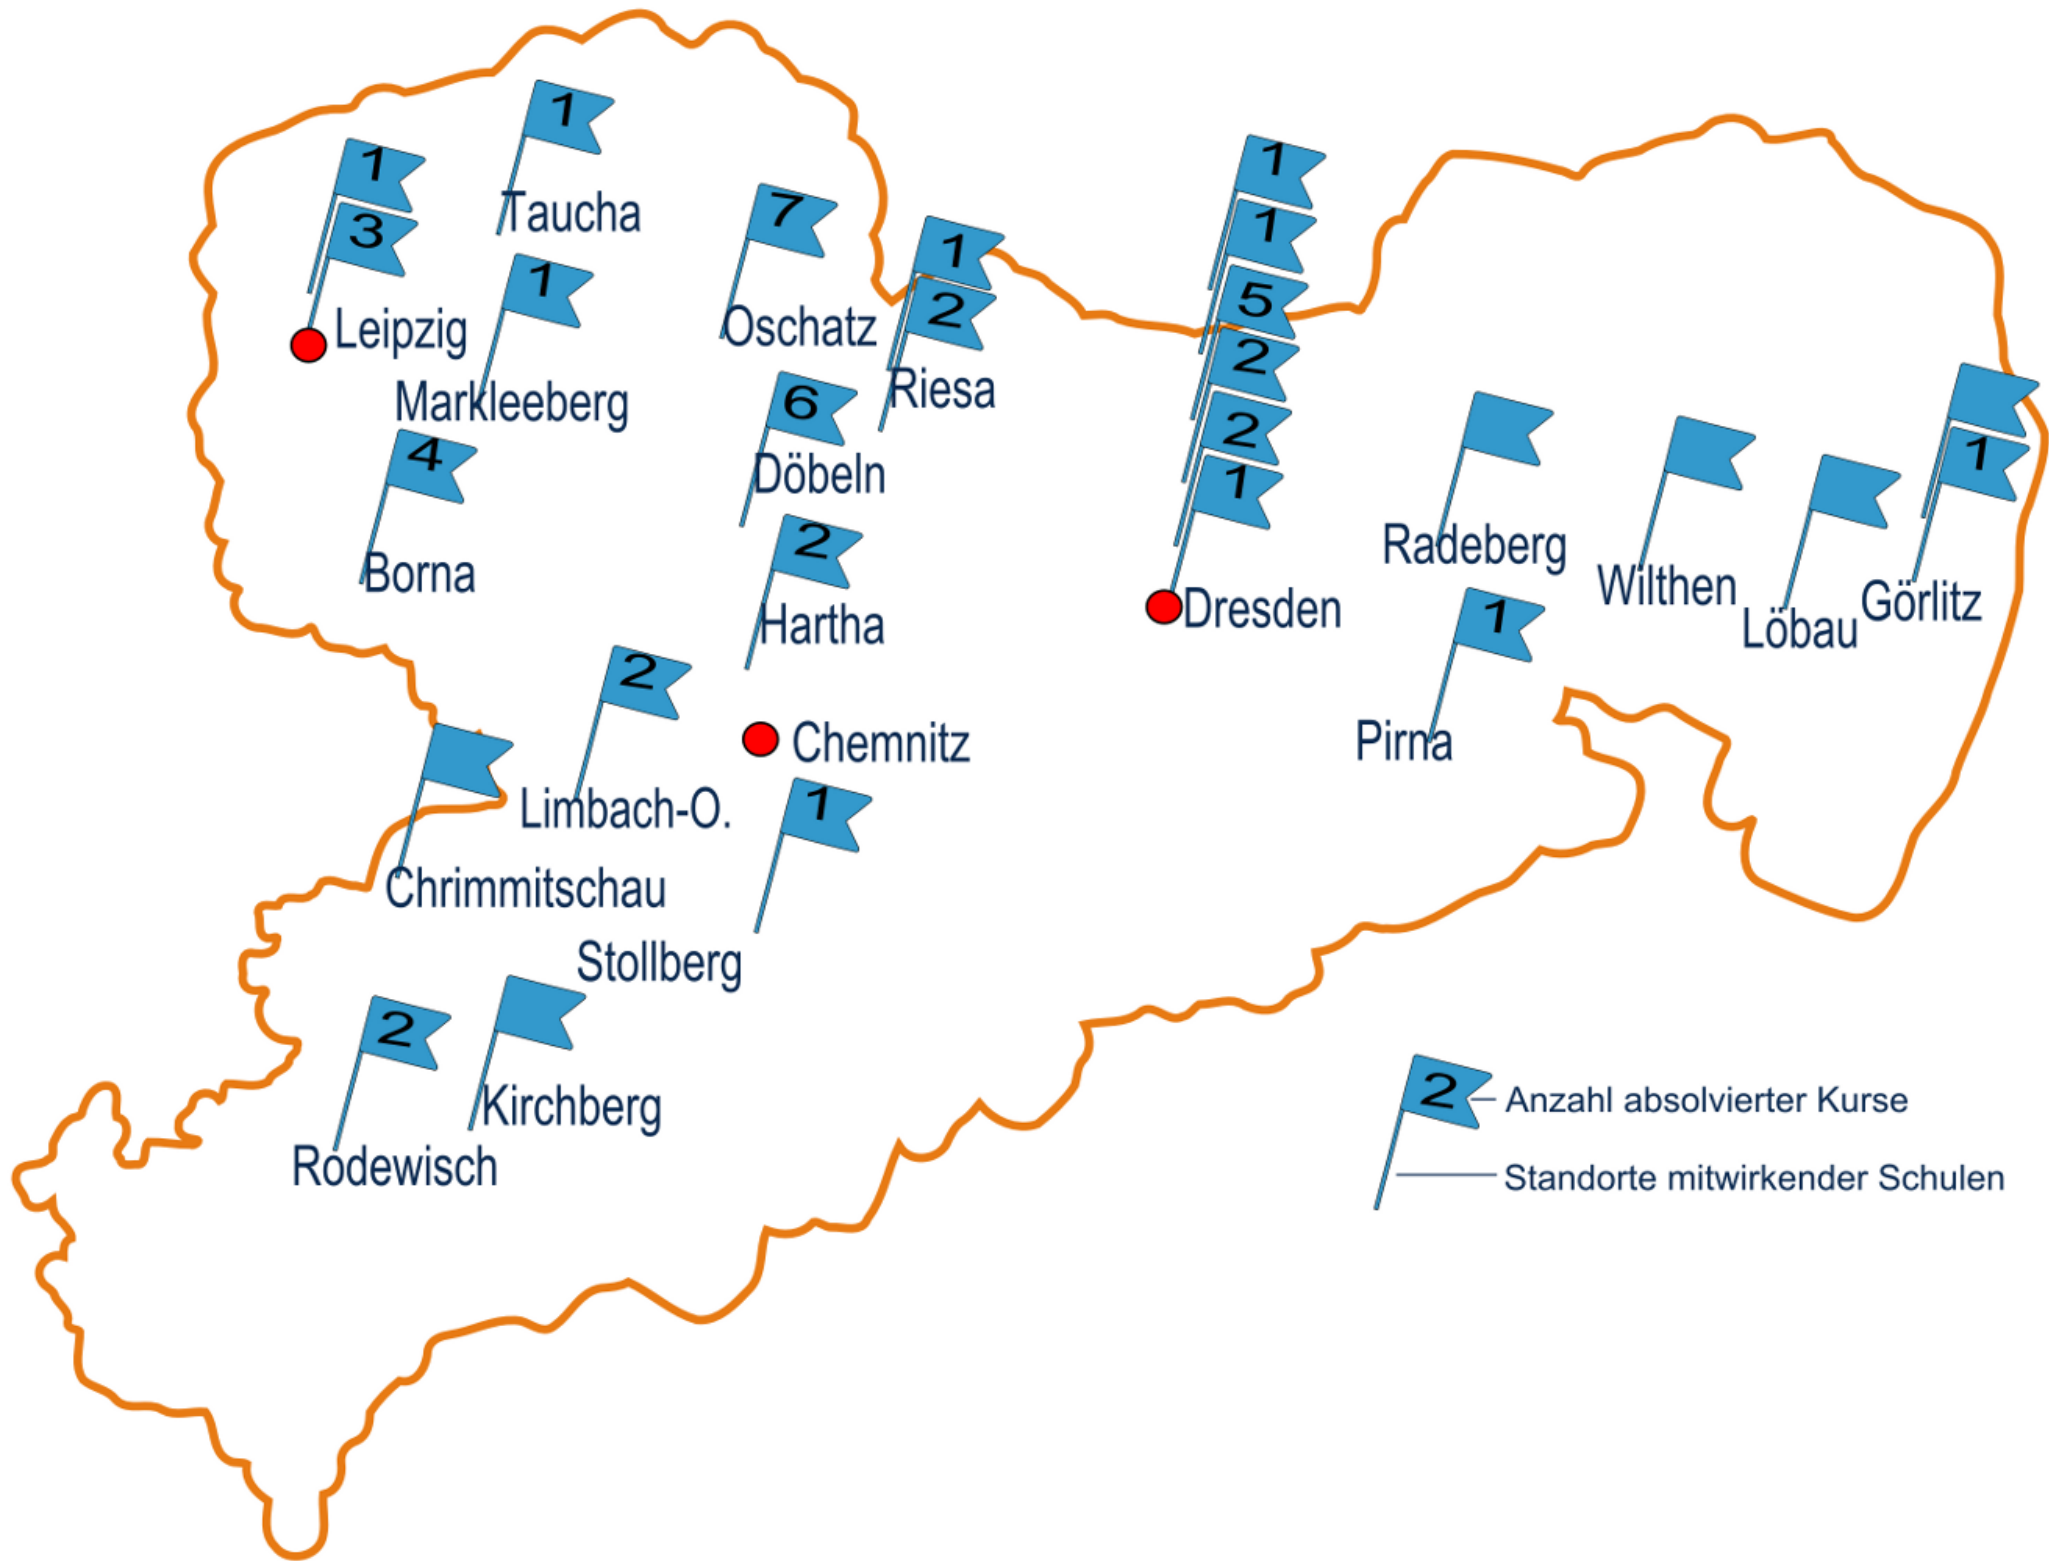 1
Taucha
1
3
Leipzig
1
Markleeberg
4
Borna
7
Oschatz
1
2
Riesa
6
Döbeln
2
Hartha
1
1
5
2
2
1
Dresden
Radeberg
Wilthen
Löbau
1
Görlitz
1
Pirna
2
Limbach-O.
Chemnitz
Chrimmitschau
1
Stollberg
2
Rodewisch
Kirchberg
2
Anzahl absolvierter Kurse
Standorte mitwirkender Schulen